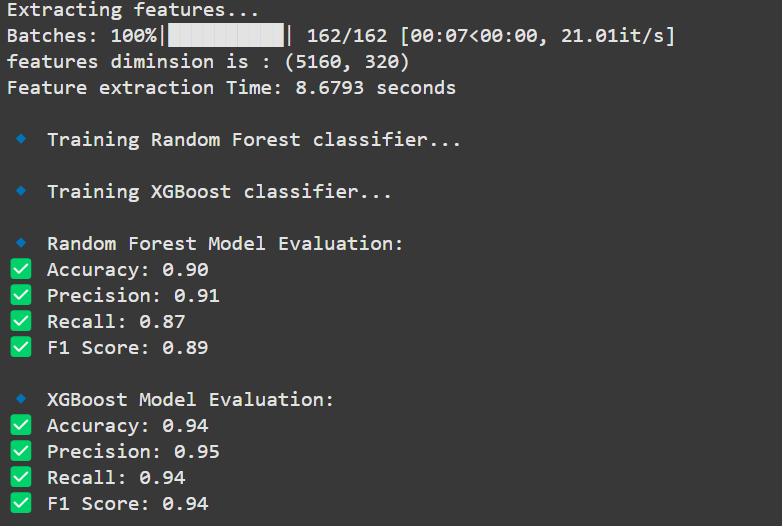 Extracting features...
Batches: 100%|██████████| 162/162 [00:07<00:00, 21.01it/s]
features diminsion is : (5160, 320)
Feature extraction Time: 8.6793 seconds
🔹 Training Random Forest classifier...
🔹 Training XGBoost classifier...
🔹 Random Forest Model Evaluation:
✅ Accuracy: 0.90
✅ Precision: 0.91
✅ Recall: 0.87
✅ F1 Score: 0.89
🔹 XGBoost Model Evaluation:
✅ Accuracy: 0.94
✅ Precision: 0.95
✅ Recall: 0.94
✅ F1 Score: 0.94